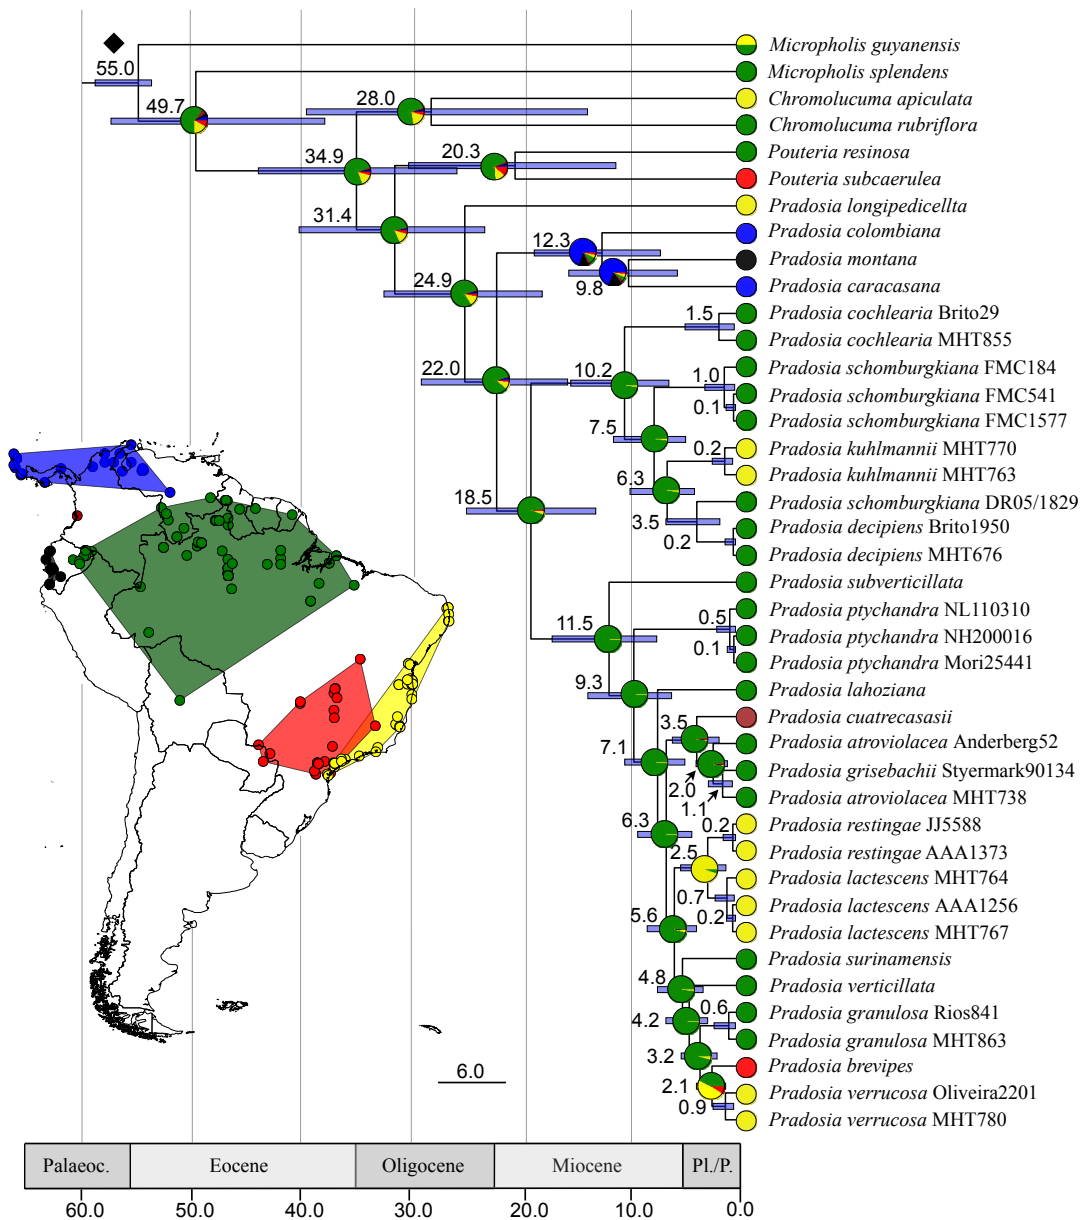 Micropholis guyanensis
55.0
Micropholis splendens
49.7
28.0
Chromolucuma apiculata
Chromolucuma rubriflora
34.9
20.3
Pouteria resinosa
Pouteria subcaerulea
31.4
Pradosia longipedicellta
12.3
Pradosia colombiana
Pradosia montana
24.9
9.8
Pradosia caracasana
1.5
Pradosia cochlearia Brito29
Pradosia cochlearia MHT855
22.0
10.2
1.0
Pradosia schomburgkiana FMC184
Pradosia schomburgkiana FMC541
0.1
Pradosia schomburgkiana FMC1577
7.5
0.2
Pradosia kuhlmannii MHT770
Pradosia kuhlmannii MHT763
6.3
18.5
3.5
Pradosia schomburgkiana DR05/1829
Pradosia decipiens Brito1950
0.2
Pradosia decipiens MHT676
Pradosia subverticillata
11.5
0.5
Pradosia ptychandra NL110310
Pradosia ptychandra NH200016
0.1
Pradosia ptychandra Mori25441
9.3
Pradosia lahoziana
3.5
Pradosia cuatrecasasii
7.1
Pradosia atroviolacea Anderberg52
2.0
Pradosia grisebachii Styermark90134
1.1
Pradosia atroviolacea MHT738
6.3
0.2
Pradosia restingae JJ5588
2.5
Pradosia restingae AAA1373
0.7
Pradosia lactescens MHT764
5.6
0.2
Pradosia lactescens AAA1256
Pradosia lactescens MHT767
Pradosia surinamensis
4.8
Pradosia verticillata
4.2
0.6
Pradosia granulosa Rios841
Pradosia granulosa MHT863
3.2
Pradosia brevipes
6.0
2.1
Pradosia verrucosa Oliveira2201
0.9
Pradosia verrucosa MHT780
Palaeoc. Eocene Oligocene Miocene Pl./P.
60.0 50.0 40.0 30.0 20.0 10.0 0.0